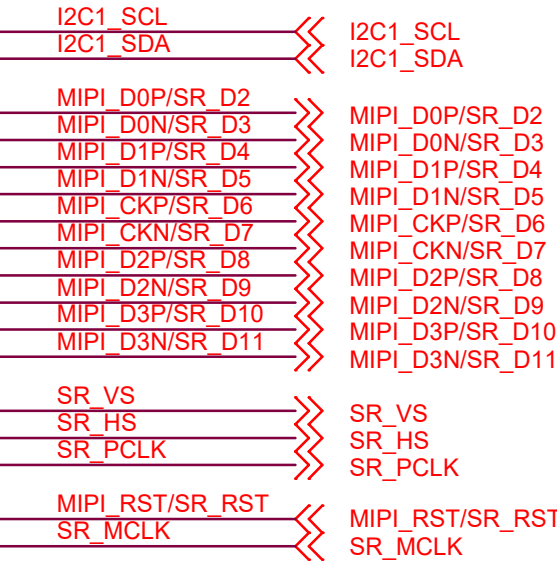 I2C1_SCL I2C1_SCL
I2C1_SDA I2C1_SDA
MIPI_D0P/SR_D2 MIPI_D0P/SR_D2
MIPI_D0N/SR_D3 MIPI_D0N/SR_D3
MIPI_D1P/SR_D4 MIPI_D1P/SR_D4
MIPI_D1N/SR_D5 MIPI_D1N/SR_D5
MIPI_CKP/SR_D6 MIPI_CKP/SR_D6
MIPI_CKN/SR_D7 MIPI_CKN/SR_D7
MIPI_D2P/SR_D8 MIPI_D2P/SR_D8
MIPI_D2N/SR_D9 MIPI_D2N/SR_D9
MIPI_D3P/SR_D10 MIPI_D3P/SR_D10
MIPI_D3N/SR_D11 MIPI_D3N/SR_D11
SR_VS SR_VS
SR_HS SR_HS
SR_PCLK SR_PCLK
MIPI_RST/SR_RST MIPI_RST/SR_RST
SR_MCLK SR_MCLK